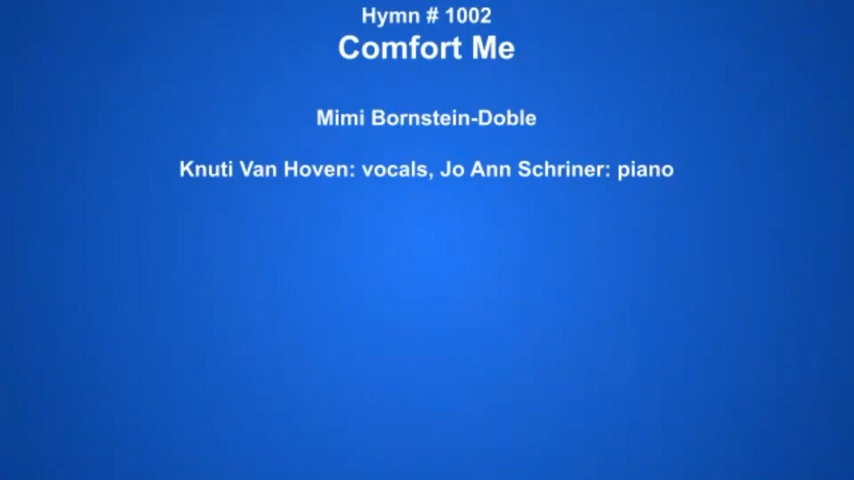 Hymn # 1002
Comfort Me
Mimi Bornstein-Doble
Knuti Van Hoven: vocals, Jo Ann Schriner: piano